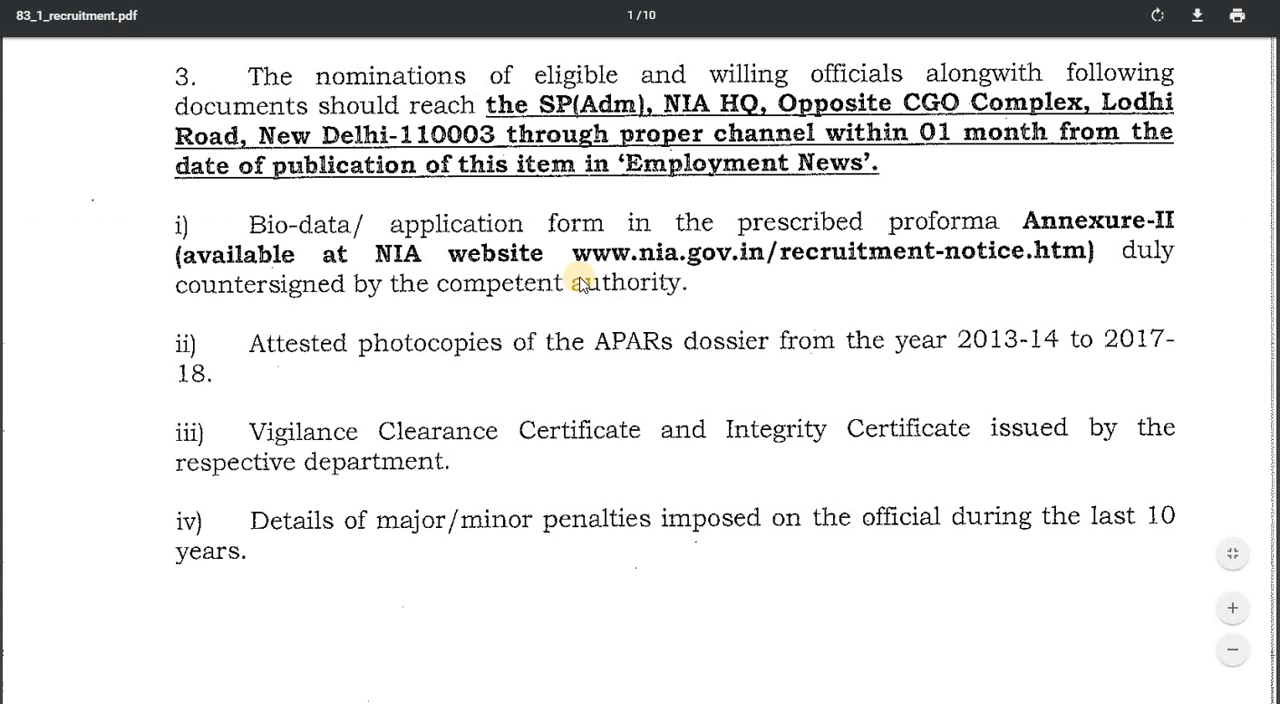 83_1_recruitment.pdf
1 / 10
3. The nominations of eligible and willing officials alongwith following
documents should reach the SP(Adm), NIA HQ, Opposite CGO Complex, Lodhi
Road, New Delhi-110003 through proper channel within 01 month from the
date of publication of this item in ‘Employment News’.
i) Bio-data/ application form in the prescribed proforma Annexure-II
(available at NIA website www.nia.gov.in/recruitment-notice.htm) duly
countersigned by the competent authority.
ii) Attested photocopies of the APARs dossier from the year 2013-14 to 2017-
18.
iii) Vigilance Clearance Certificate and Integrity Certificate issued by the
respective department.
iv) Details of major/minor penalties imposed on the official during the last 10
years.